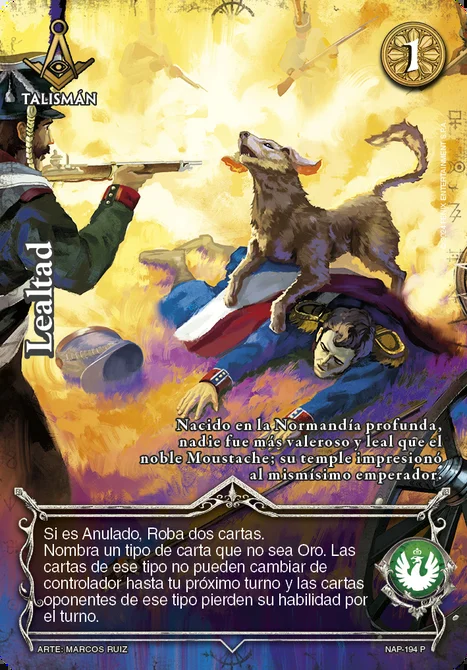 TALISMÁN
1
Lealtad
Nacido en la Normandía profunda,
nadie fue más valeroso y leal que el
noble Moustache; su temple impresionó
al mismísimo emperador.
Si es Anulado, Roba dos cartas.
Nombra un tipo de carta que no sea Oro. Las
cartas de ese tipo no pueden cambiar de
controlador hasta tu próximo turno y las cartas
oponentes de ese tipo pierden su habilidad por
el turno.
ARTE: MARCOS RUIZ
NAP-194 P